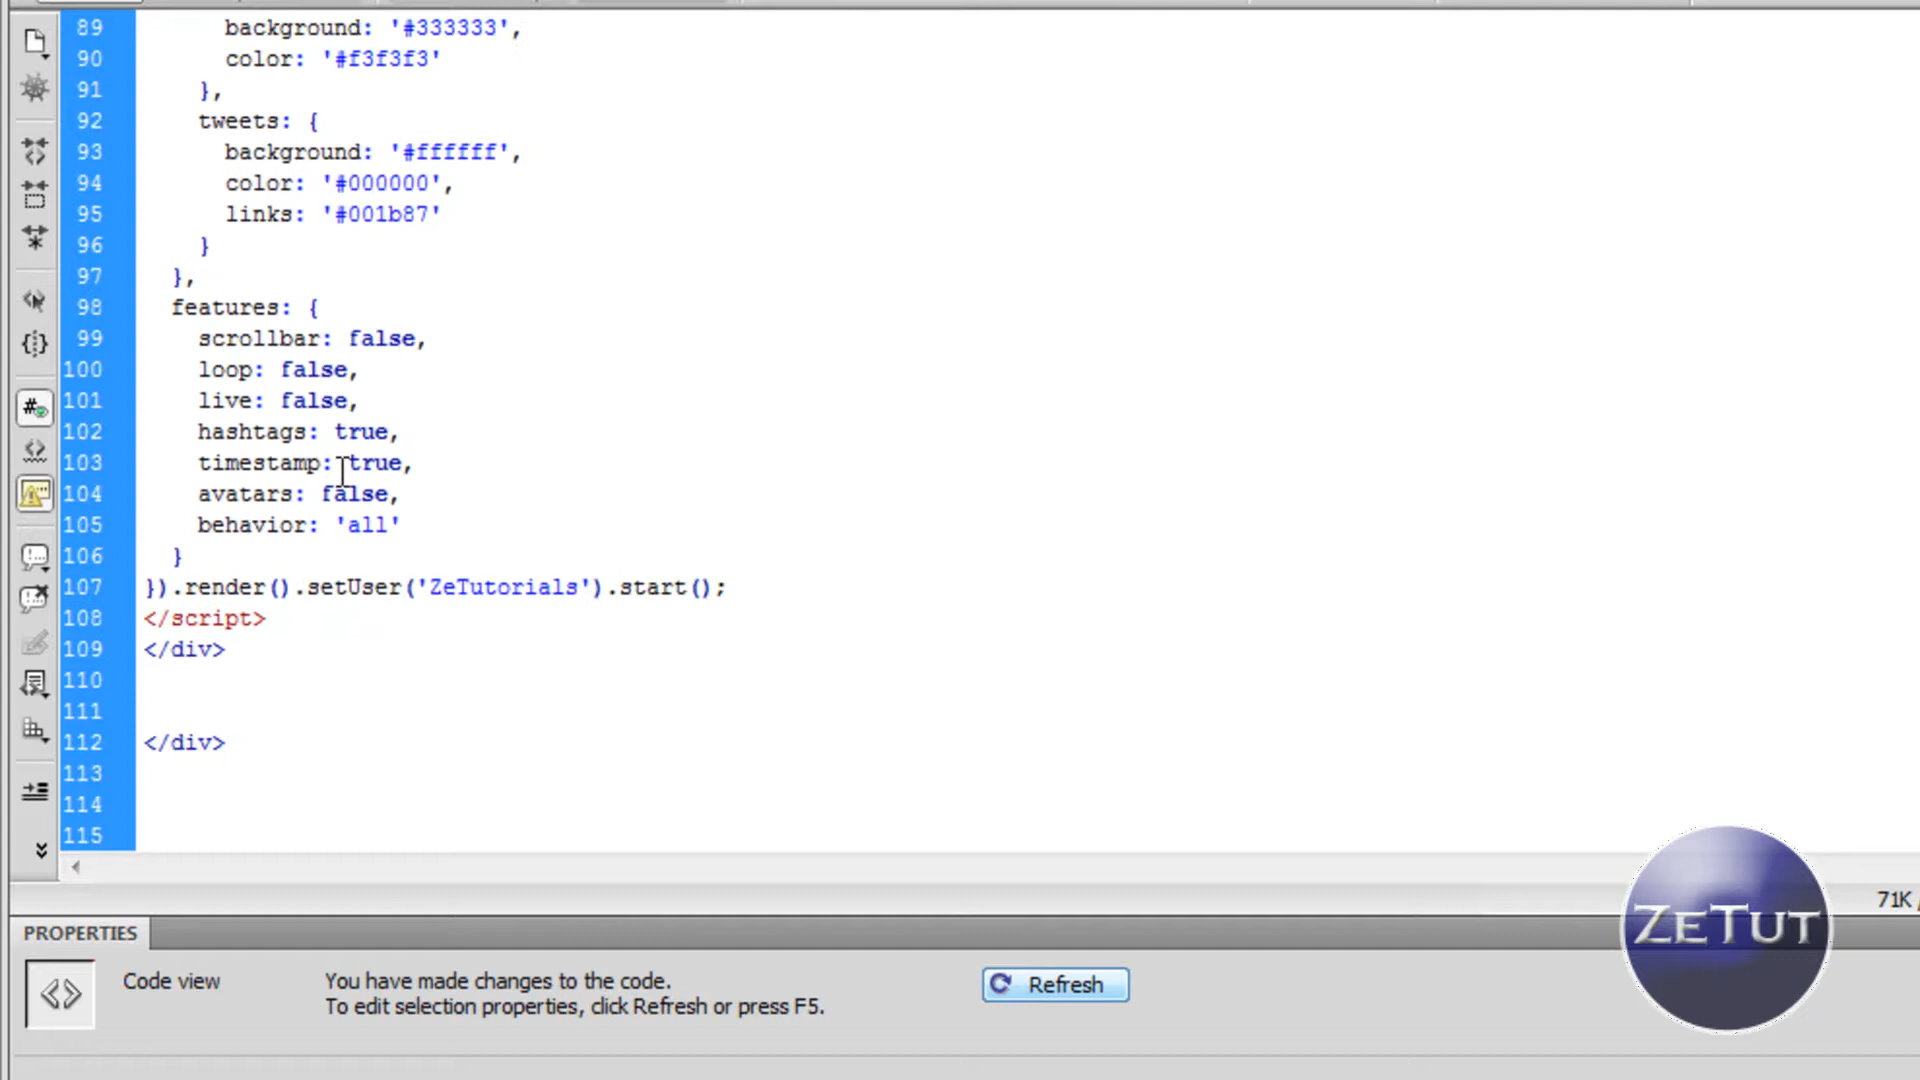 89 background: '#333333',
90 color: '#f3f3f3'
91 },
92 tweets: {
93 background: '#ffffff',
94 color: '#000000',
95 links: '#001b87'
96 }
97 },
98 features: {
99 scrollbar: false,
100 loop: false,
101 live: false,
102 hashtags: true,
103 timestamp: true,
104 avatars: false,
105 behavior: 'all'
106 }
107 }).render().setUser('ZeTutorials').start();
108 </script>
109 </div>
110
111
112 </div>
113
114
115
71K
ZETUT
PROPERTIES
Code view
You have made changes to the code.
To edit selection properties, click Refresh or press F5.
Refresh